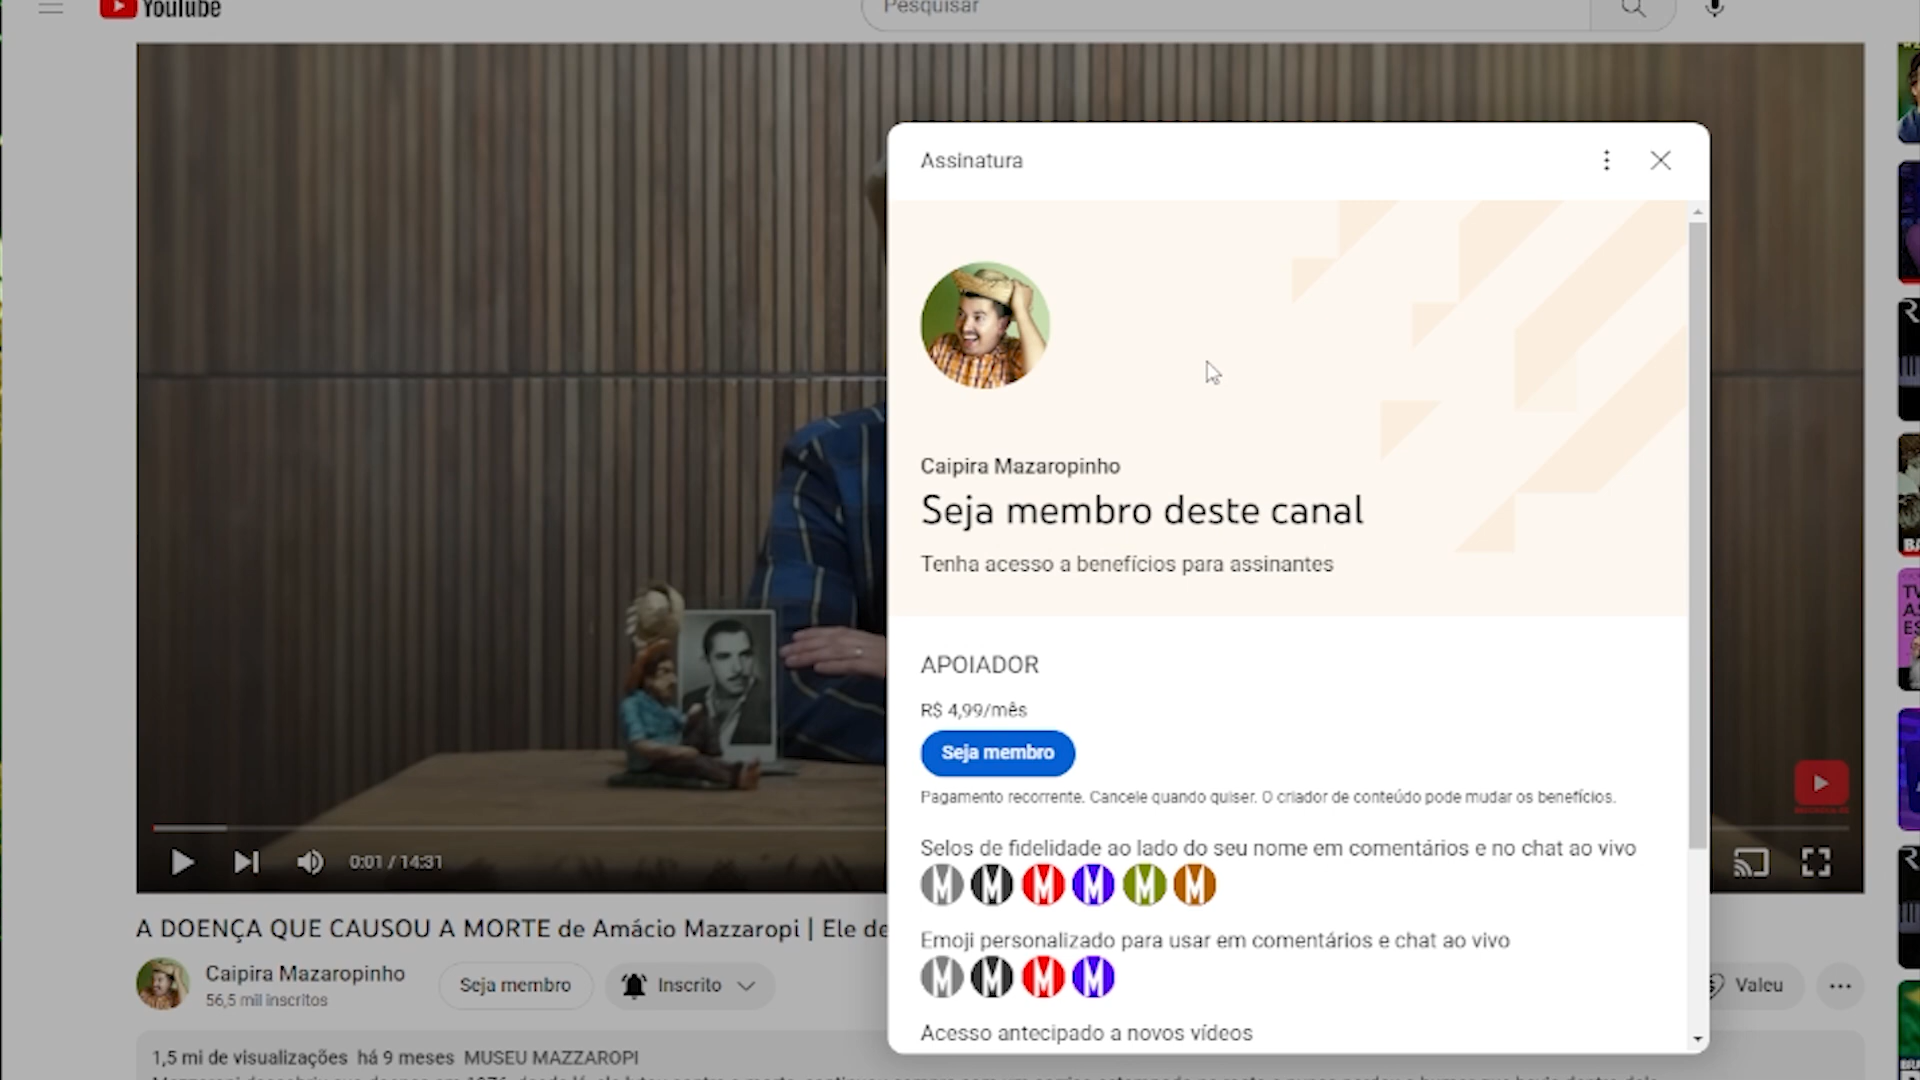 YouTube
Pesquisar
Assinatura
Caipira Mazaropinho
Seja membro deste canal
Tenha acesso a benefícios para assinantes
APOIADOR
R$ 4,99/mês
Seja membro
Pagamento recorrente. Cancele quando quiser. O criador de conteúdo pode mudar os benefícios.
Selos de fidelidade ao lado do seu nome em comentários e no chat ao vivo
M M M M M M
Emoji personalizado para usar em comentários e chat ao vivo
M M M M
Acesso antecipado a novos vídeos
0:01 / 14:31
A DOENÇA QUE CAUSOU A MORTE de Amácio Mazzaropi | Ele de
Caipira Mazaropinho
56,5 mil inscritos
Seja membro
Inscrito
Valeu
1,5 mi de visualizações há 9 meses MUSEU MAZZAROPI